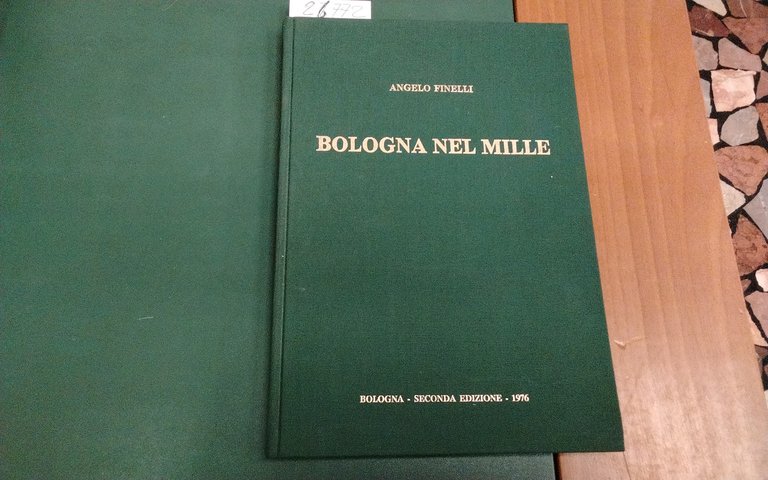 26772
ANGELO FINELLI
BOLOGNA NEL MILLE
BOLOGNA - SECONDA EDIZIONE - 1976